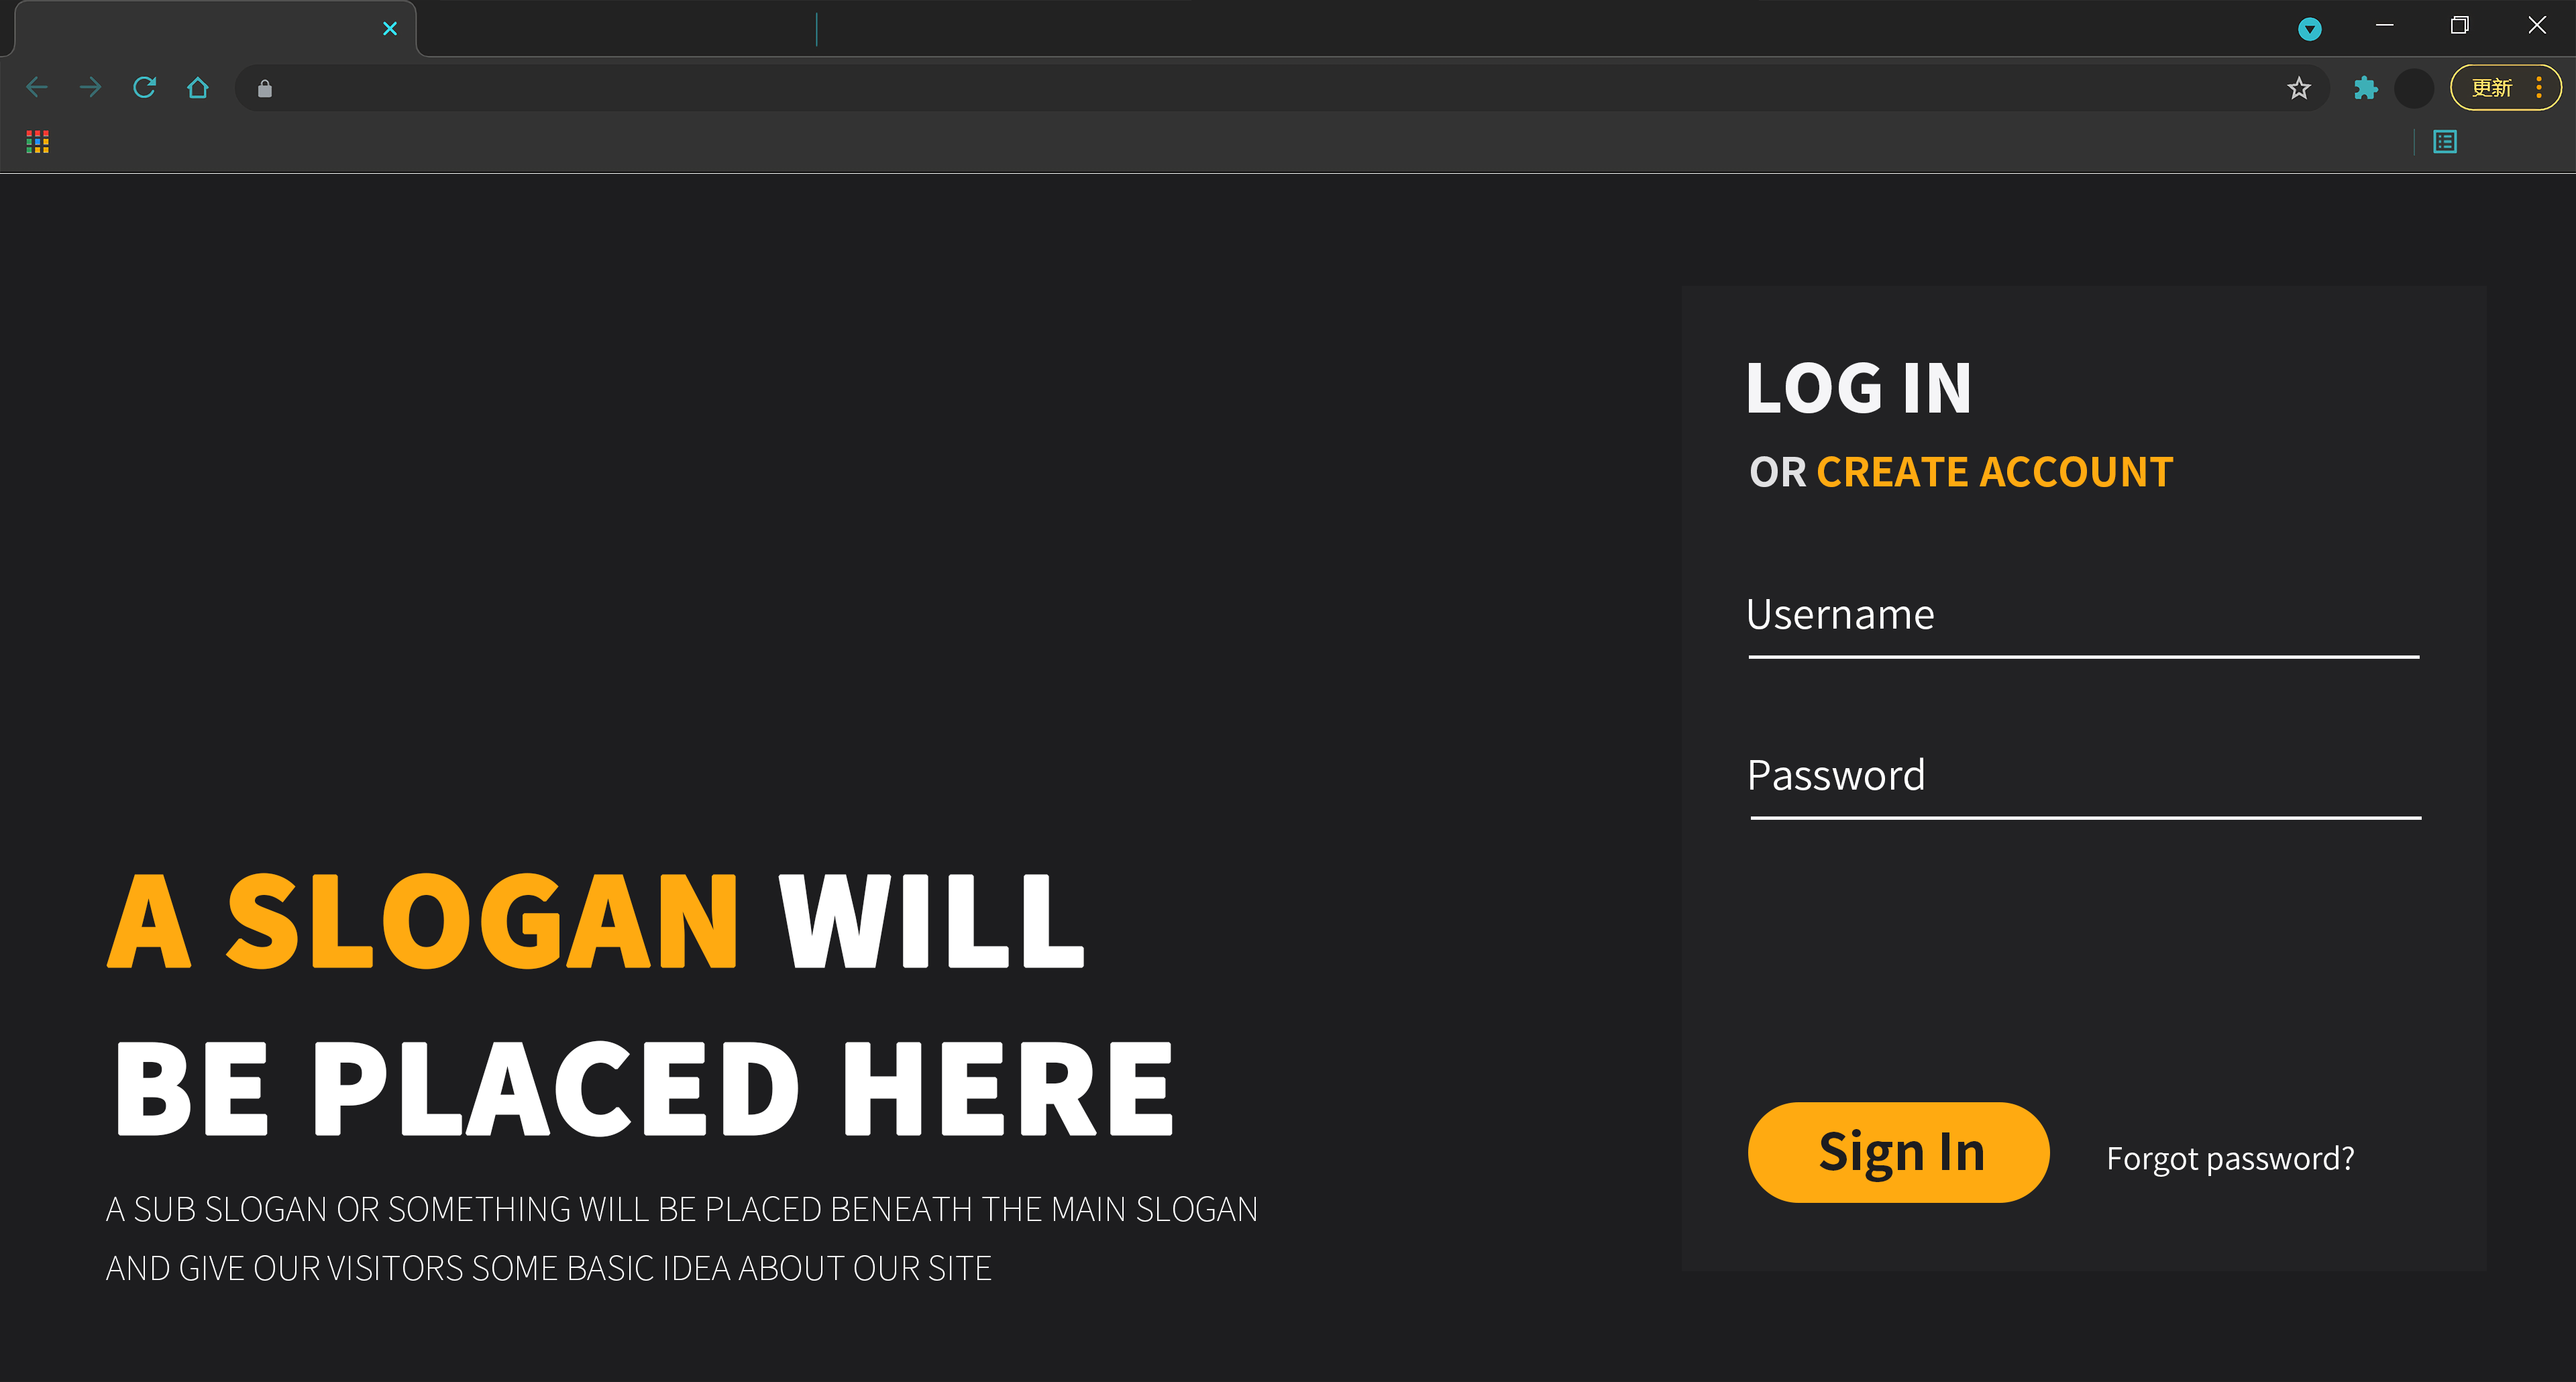 更新
LOG IN
OR CREATE ACCOUNT
Username
Password
A SLOGAN WILL
BE PLACED HERE
A SUB SLOGAN OR SOMETHING WILL BE PLACED BENEATH THE MAIN SLOGAN
AND GIVE OUR VISITORS SOME BASIC IDEA ABOUT OUR SITE
Sign In
Forgot password?